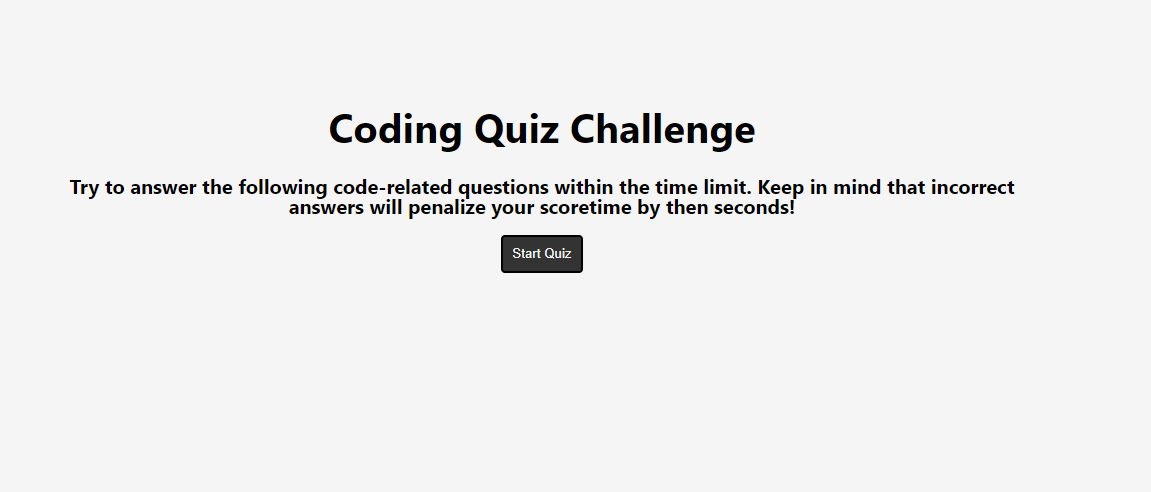 Coding Quiz Challenge
Try to answer the following code-related questions within the time limit. Keep in mind that incorrect
answers will penalize your scoretime by then seconds!
Start Quiz